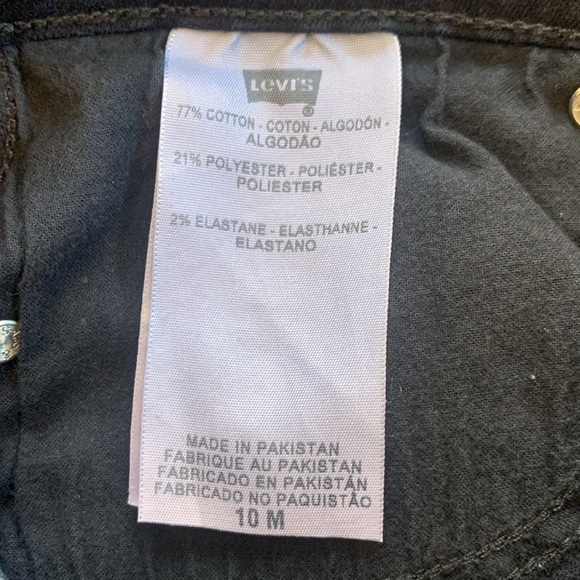 Levi's
®
77% COTTON - COTON - ALGODÓN -
ALGODÃO
21% POLYESTER - POLIÉSTER -
POLIESTER
2% ELASTANE - ELASTHANNE -
ELASTANO
MADE IN PAKISTAN
FABRIQUE AU PAKISTAN
FABRICADO EN PAKISTÁN
FABRICADO NO PAQUISTÃO
10 M